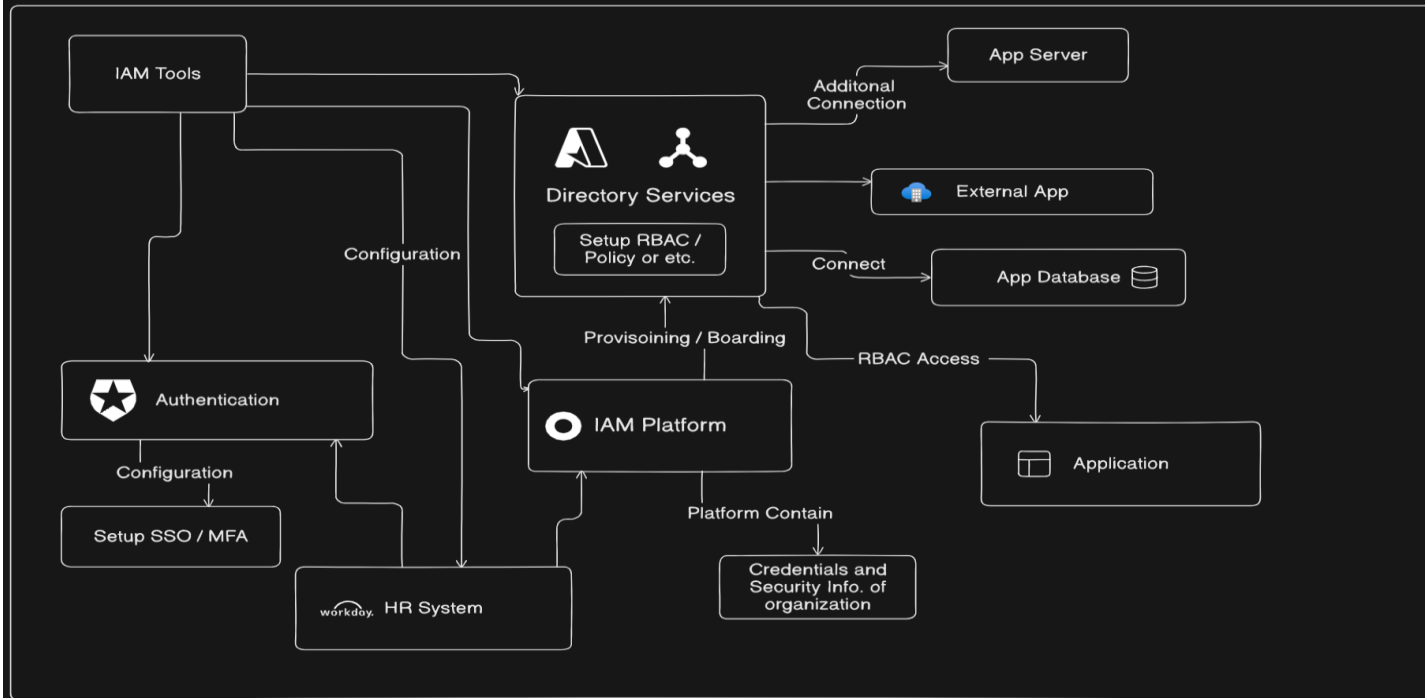 IAM Tools
App Server
Additonal
Connection
Directory Services
External App
Setup RBAC /
Policy or etc.
Configuration
Connect
App Database
Provisoining / Boarding
RBAC Access
Authentication
IAM Platform
Configuration
Application
Setup SSO / MFA
Platform Contain
Credentials and
Security Info. of
organization
workday. HR System